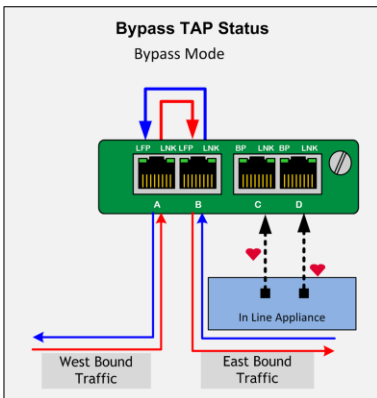 Bypass TAP Status
Bypass Mode
LFP LNK LFP LNK BP LNK BP LNK
A B C D
In Line Appliance
West Bound East Bound
Traffic Traffic